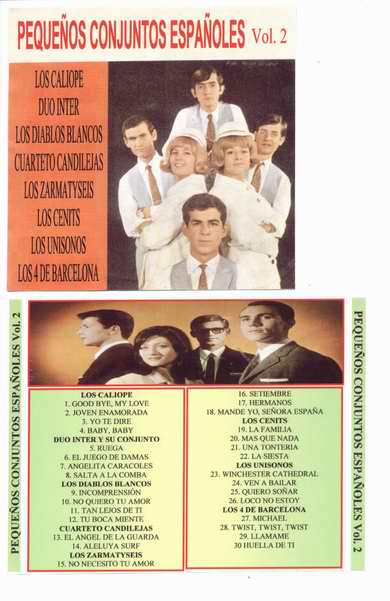 PEQUEÑOS CONJUNTOS ESPAÑOLES Vol. 2
LOS CALIOPE
DUO INTER
LOS DIABLOS BLANCOS
CUARTETO CANDILEJAS
LOS ZARMATYSEIS
LOS CENITS
LOS UNISONOS
LOS 4 DE BARCELONA
PEQUEÑOS CONJUNTOS ESPAÑOLES Vol. 2
LOS CALIOPE
1. GOOD BYE, MY LOVE
2. JOVEN ENAMORADA
3. YO TE DIRE
4. BABY, BABY
DUO INTER Y SU CONJUNTO
5. RUEGA
6. EL JUEGO DE DAMAS
7. ANGELITA CARACOLES
8. SALTA A LA COMBA
LOS DIABLOS BLANCOS
9. INCOMPRENSIÓN
10. NO QUIERO TU AMOR
11. TAN LEJOS DE TI
12. TU BOCA MIENTE
CUARTETO CANDILEJAS
13. EL ANGEL DE LA GUARDA
14. ALELUYA SURF
LOS ZARMATYSEIS
15. NO NECESITO TU AMOR
16. SETIEMBRE
17. HERMANOS
18. MANDE YO, SEÑORA ESPAÑA
LOS CENITS
19. LA FAMILIA
20. MAS QUE NADA
21. UNA TONTERIA
22. LA SIESTA
LOS UNISONOS
23. WINCHESTER CATHEDRAL
24. VEN A BAILAR
25. QUIERO SOÑAR
26. LOCO NO ESTOY
LOS 4 DE BARCELONA
27. MICHAEL
28. TWIST, TWIST, TWIST
29. LLAMAME
30 HUELLA DE TI
PEQUEÑOS CONJUNTOS ESPAÑOLES Vol. 2